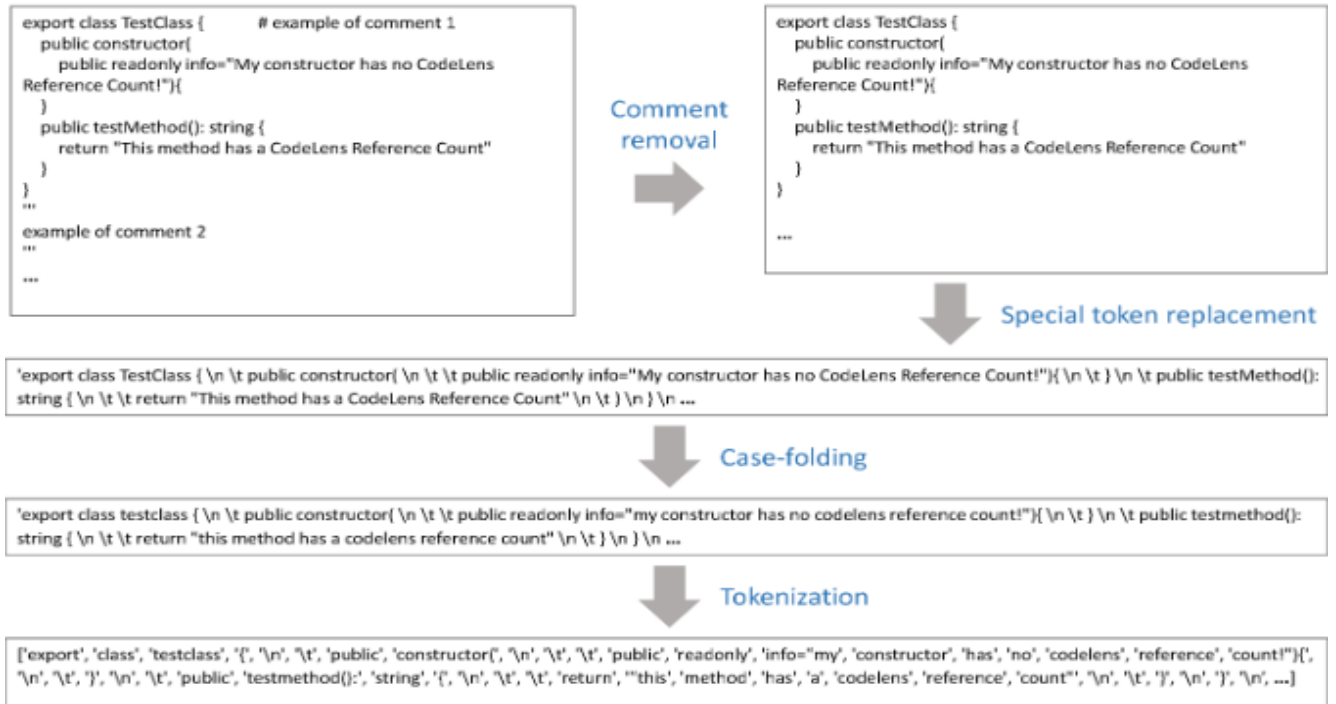 export class TestClass {          # example of comment 1
public constructor(
public readonly info="My constructor has no CodeLens
Reference Count!"){
}
public testMethod(): string {
return "This method has a CodeLens Reference Count"
}
}
'''
example of comment 2
'''
...
Comment
removal
export class TestClass {
public constructor(
public readonly info="My constructor has no CodeLens
Reference Count!"){
}
public testMethod(): string {
return "This method has a CodeLens Reference Count"
}
}
...
Special token replacement
'export class TestClass { \n \t public constructor( \n \t \t public readonly info="My constructor has no CodeLens Reference Count!"){ \n \t } \n \t public testMethod():
string { \n \t \t return "This method has a CodeLens Reference Count" \n \t } \n } \n ...
Case-folding
'export class testclass { \n \t public constructor( \n \t \t public readonly info="my constructor has no codelens reference count!"){ \n \t } \n \t public testmethod():
string { \n \t \t return "this method has a codelens reference count" \n \t } \n } \n ...
Tokenization
['export', 'class', 'testclass', '{', '\n', '\t', 'public', 'constructor(', '\n', '\t', '\t', 'public', 'readonly', 'info="my', 'constructor', 'has', 'no', 'codelens', 'reference', 'count!"){',
'\n', '\t', '}', '\n', '\t', 'public', 'testmethod():', 'string', '{', '\n', '\t', '\t', 'return', '"this', 'method', 'has', 'a', 'codelens', 'reference', 'count"', '\n', '\t', '}', '\n', '}', '\n', ...]